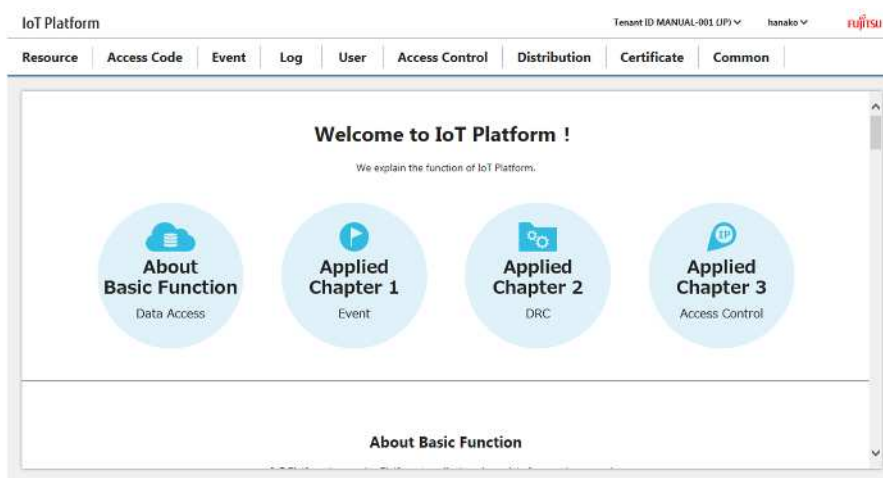 IoT Platform
Tenant ID MANUAL-001 (JP) hanako FUJITSU
Resource Access Code Event Log User Access Control Distribution Certificate Common
Welcome to IoT Platform !
We explain the function of IoT Platform.
About
Basic Function
Data Access
Applied
Chapter 1
Event
Applied
Chapter 2
DRC
IP
Applied
Chapter 3
Access Control
About Basic Function